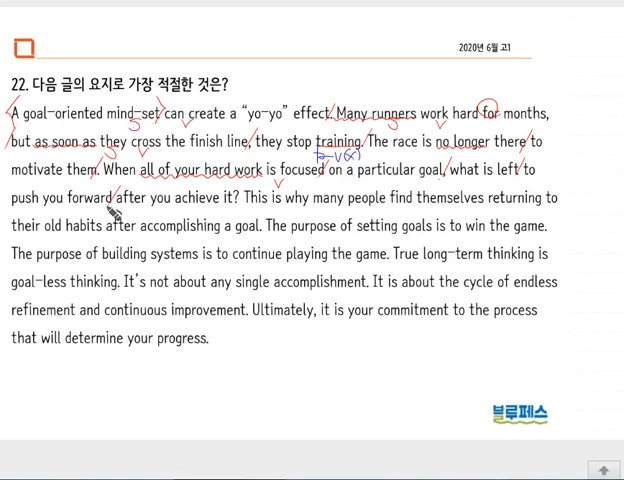 2020년 6월 고1
22. 다음 글의 요지로 가장 적절한 것은?
A goal-oriented mind-set can create a “yo-yo” effect. Many runners work hard for months,
S V S V
but as soon as they cross the finish line, they stop training. The race is no longer there to
S V to-V(X)
motivate them. When all of your hard work is focused on a particular goal, what is left to
V
push you forward after you achieve it? This is why many people find themselves returning to
their old habits after accomplishing a goal. The purpose of setting goals is to win the game.
The purpose of building systems is to continue playing the game. True long-term thinking is
goal-less thinking. It’s not about any single accomplishment. It is about the cycle of endless
refinement and continuous improvement. Ultimately, it is your commitment to the process
that will determine your progress.
블루페스